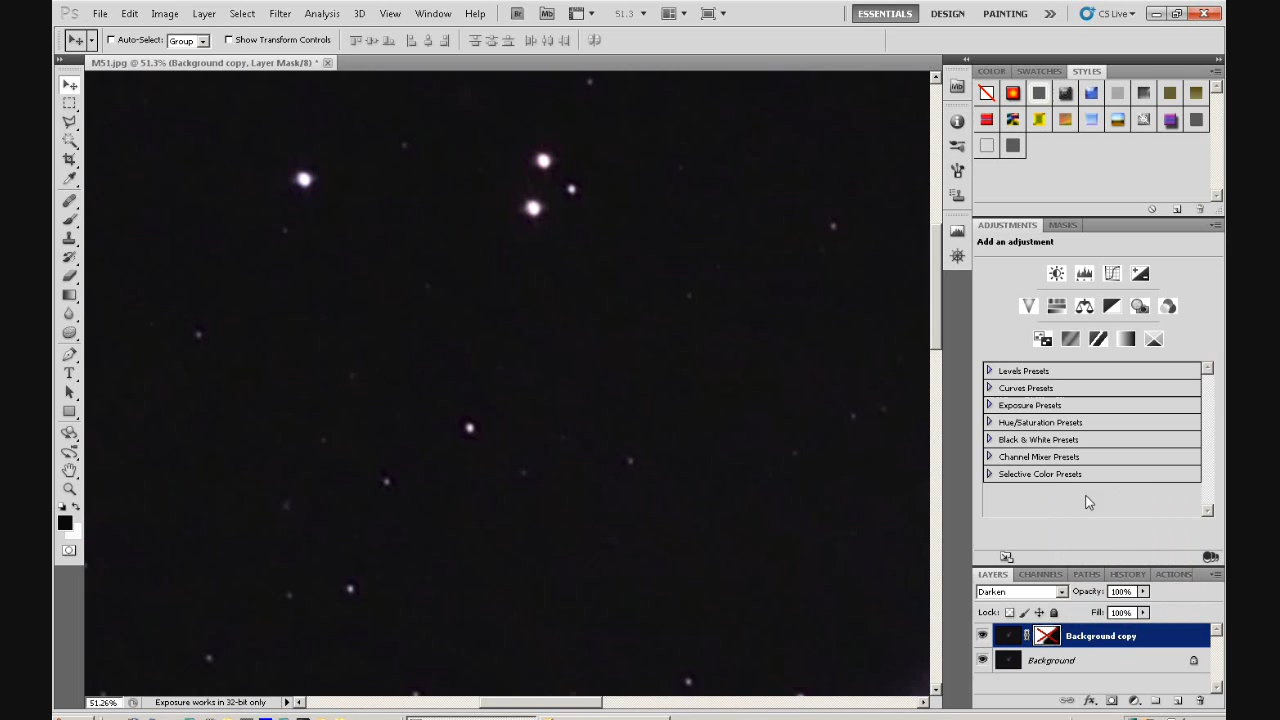 Ps File Edit Image Layer Select Filter Analysis 3D View Window Help Br Mb 51.3 ESSENTIALS DESIGN PAINTING CS Live
Auto-Select: Group Show Transform Controls
M51.jpg @ 51.3% (Background copy, Layer Mask/8) *
COLOR SWATCHES STYLES
Mb
ADJUSTMENTS MASKS
Add an adjustment
Levels Presets
Curves Presets
Exposure Presets
Hue/Saturation Presets
Black & White Presets
Channel Mixer Presets
Selective Color Presets
LAYERS CHANNELS PATHS HISTORY ACTIONS
Darken Opacity: 100%
Lock: Fill: 100%
Background copy
Background
51.26% Exposure works in 32-bit only